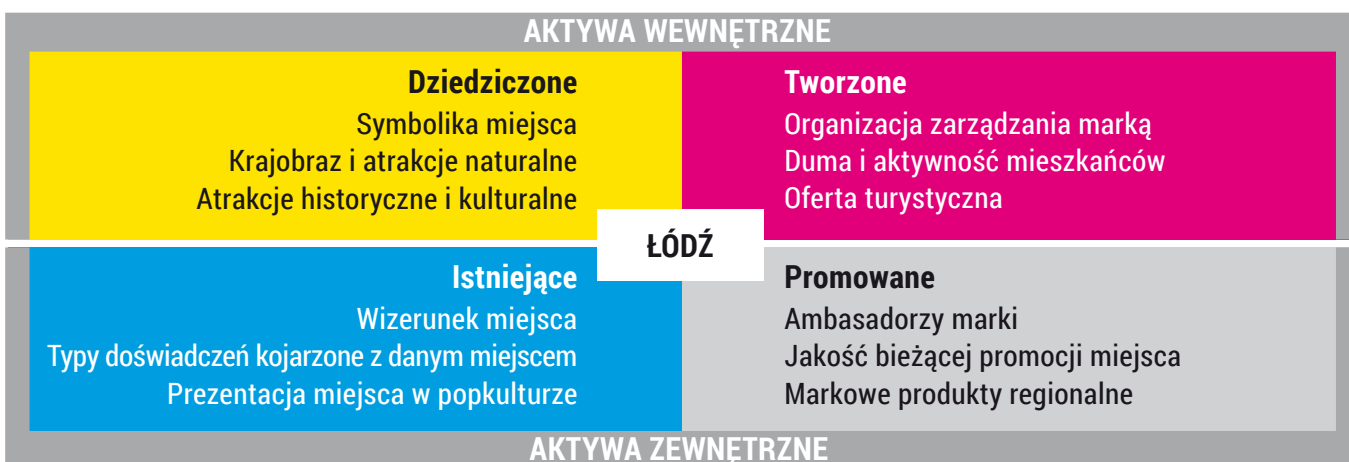 AKTYWA WEWNĘTRZNE
Dziedziczone
Symbolika miejsca
Krajobraz i atrakcje naturalne
Atrakcje historyczne i kulturalne
Tworzone
Organizacja zarządzania marką
Duma i aktywność mieszkańców
Oferta turystyczna
ŁÓDŹ
Istniejące
Wizerunek miejsca
Typy doświadczeń kojarzone z danym miejscem
Prezentacja miejsca w popkulturze
Promowane
Ambasadorzy marki
Jakość bieżącej promocji miejsca
Markowe produkty regionalne
AKTYWA ZEWNĘTRZNE